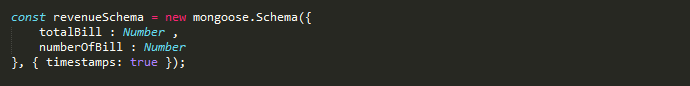 const revenueSchema = new mongoose.Schema({
    totalBill : Number ,
    numberOfBill : Number
}, { timestamps: true });